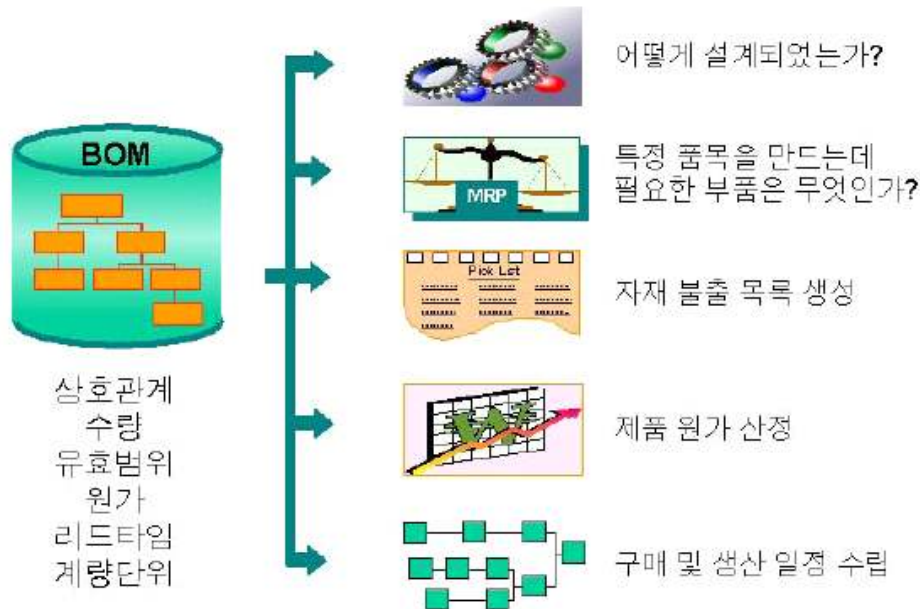 BOM
상호관계
수량
유효범위
원가
리드타임
계량단위
어떻게 설계되었는가?
MRP
특정 품목을 만드는데
필요한 부품은 무엇인가?
Pick List
자재 불출 목록 생성
제품 원가 산정
구매 및 생산 일정 수립